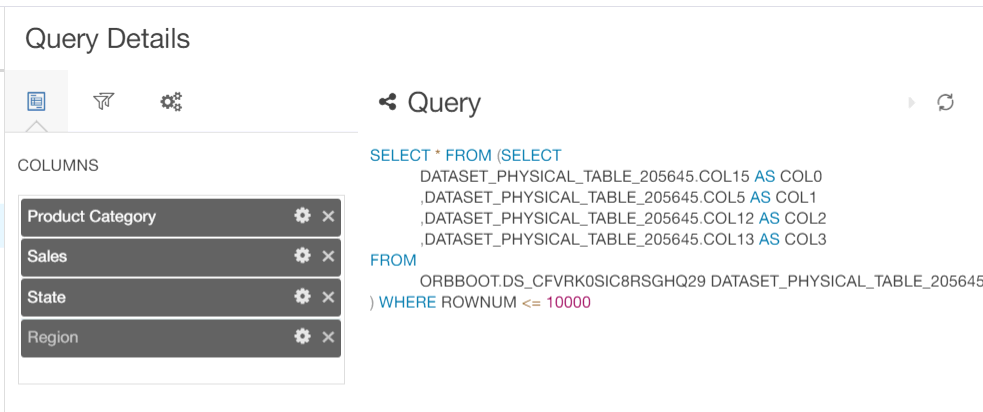 Query Details
COLUMNS
Product Category
Sales
State
Region
Query
SELECT * FROM (SELECT
DATASET_PHYSICAL_TABLE_205645.COL15 AS COL0
,DATASET_PHYSICAL_TABLE_205645.COL5 AS COL1
,DATASET_PHYSICAL_TABLE_205645.COL12 AS COL2
,DATASET_PHYSICAL_TABLE_205645.COL13 AS COL3
FROM
ORBBOOT.DS_CFVRK0SIC8RSGHQ29 DATASET_PHYSICAL_TABLE_205645
) WHERE ROWNUM <= 10000